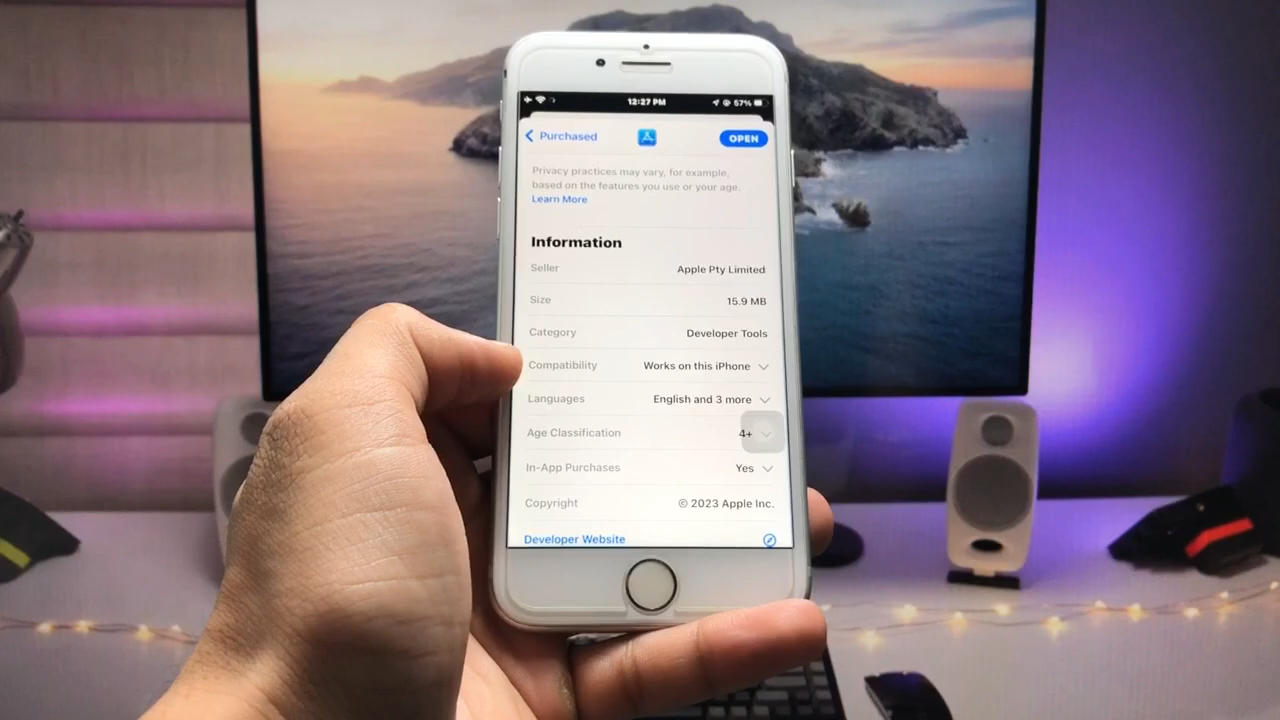 12:27 PM
57%
Purchased
OPEN
Privacy practices may vary, for example,
based on the features you use or your age.
Learn More
Information
Seller Apple Pty Limited
Size 15.9 MB
Category Developer Tools
Compatibility Works on this iPhone
Languages English and 3 more
Age Classification 4+
In-App Purchases Yes
Copyright © 2023 Apple Inc.
Developer Website